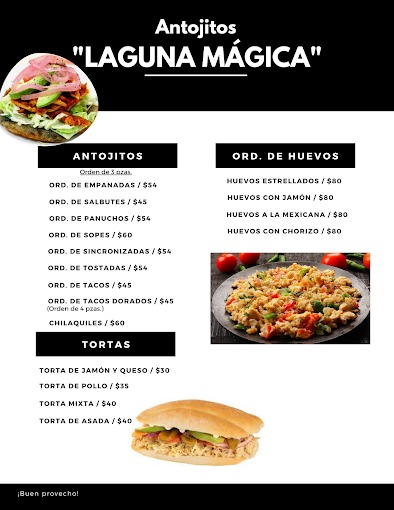 Antojitos
"LAGUNA MÁGICA"
ANTOJITOS
Orden de 3 pzas.
ORD. DE EMPANADAS / $54
ORD. DE SALBUTES / $45
ORD. DE PANUCHOS / $54
ORD. DE SOPES / $60
ORD. DE SINCRONIZADAS / $54
ORD. DE TOSTADAS / $54
ORD. DE TACOS / $45
ORD. DE TACOS DORADOS / $45
(Orden de 4 pzas.)
CHILAQUILES / $60
TORTAS
TORTA DE JAMÓN Y QUESO / $30
TORTA DE POLLO / $35
TORTA MIXTA / $40
TORTA DE ASADA / $40
ORD. DE HUEVOS
HUEVOS ESTRELLADOS / $80
HUEVOS CON JAMÓN / $80
HUEVOS A LA MEXICANA / $80
HUEVOS CON CHORIZO / $80
¡Buen provecho!